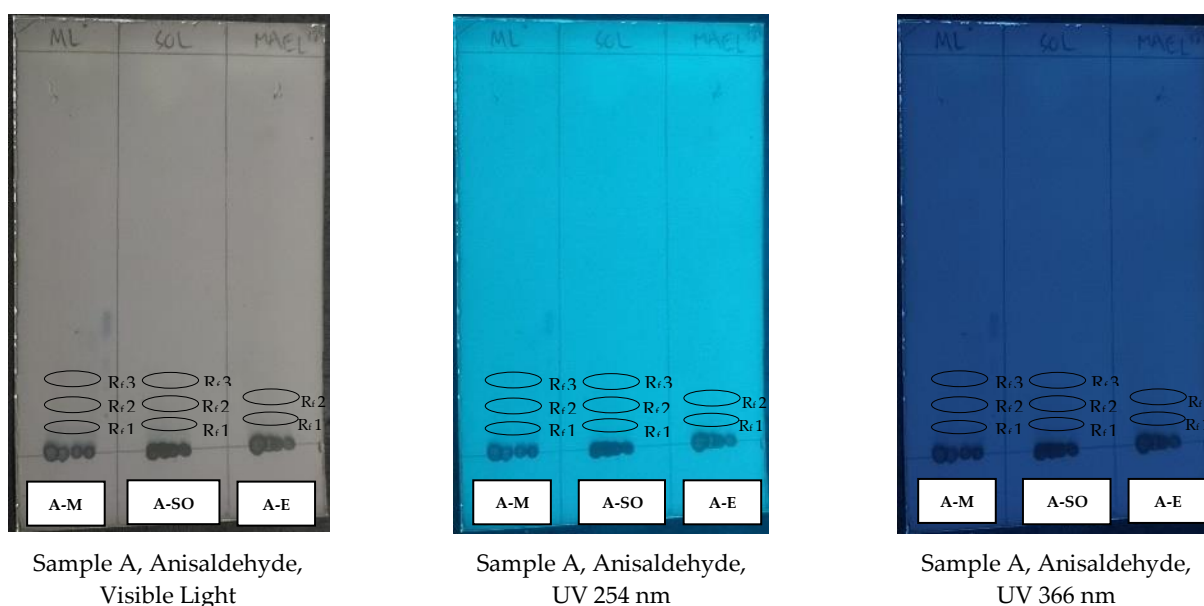 ML SOL MAEL
Rf3 Rf3
Rf2 Rf2 Rf2
Rf1 Rf1 Rf1
A-M A-SO A-E
Sample A, Anisaldehyde,
Visible Light
ML SOL MAEL
Rf3 Rf3
Rf2 Rf2 Rf2
Rf1 Rf1 Rf1
A-M A-SO A-E
Sample A, Anisaldehyde,
UV 254 nm
ML SOL MAEL
Rf3 Rf3
Rf2 Rf2 Rf
Rf1 Rf1 Rf
A-M A-SO A-E
Sample A, Anisaldehyde,
UV 366 nm